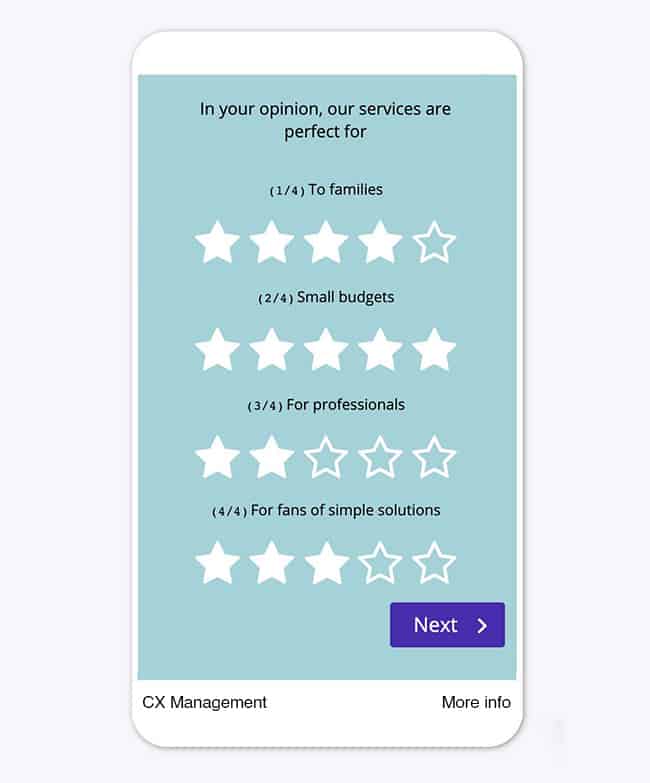 In your opinion, our services are
perfect for
(1/4) To families
(2/4) Small budgets
(3/4) For professionals
(4/4) For fans of simple solutions
Next
CX Management
More info